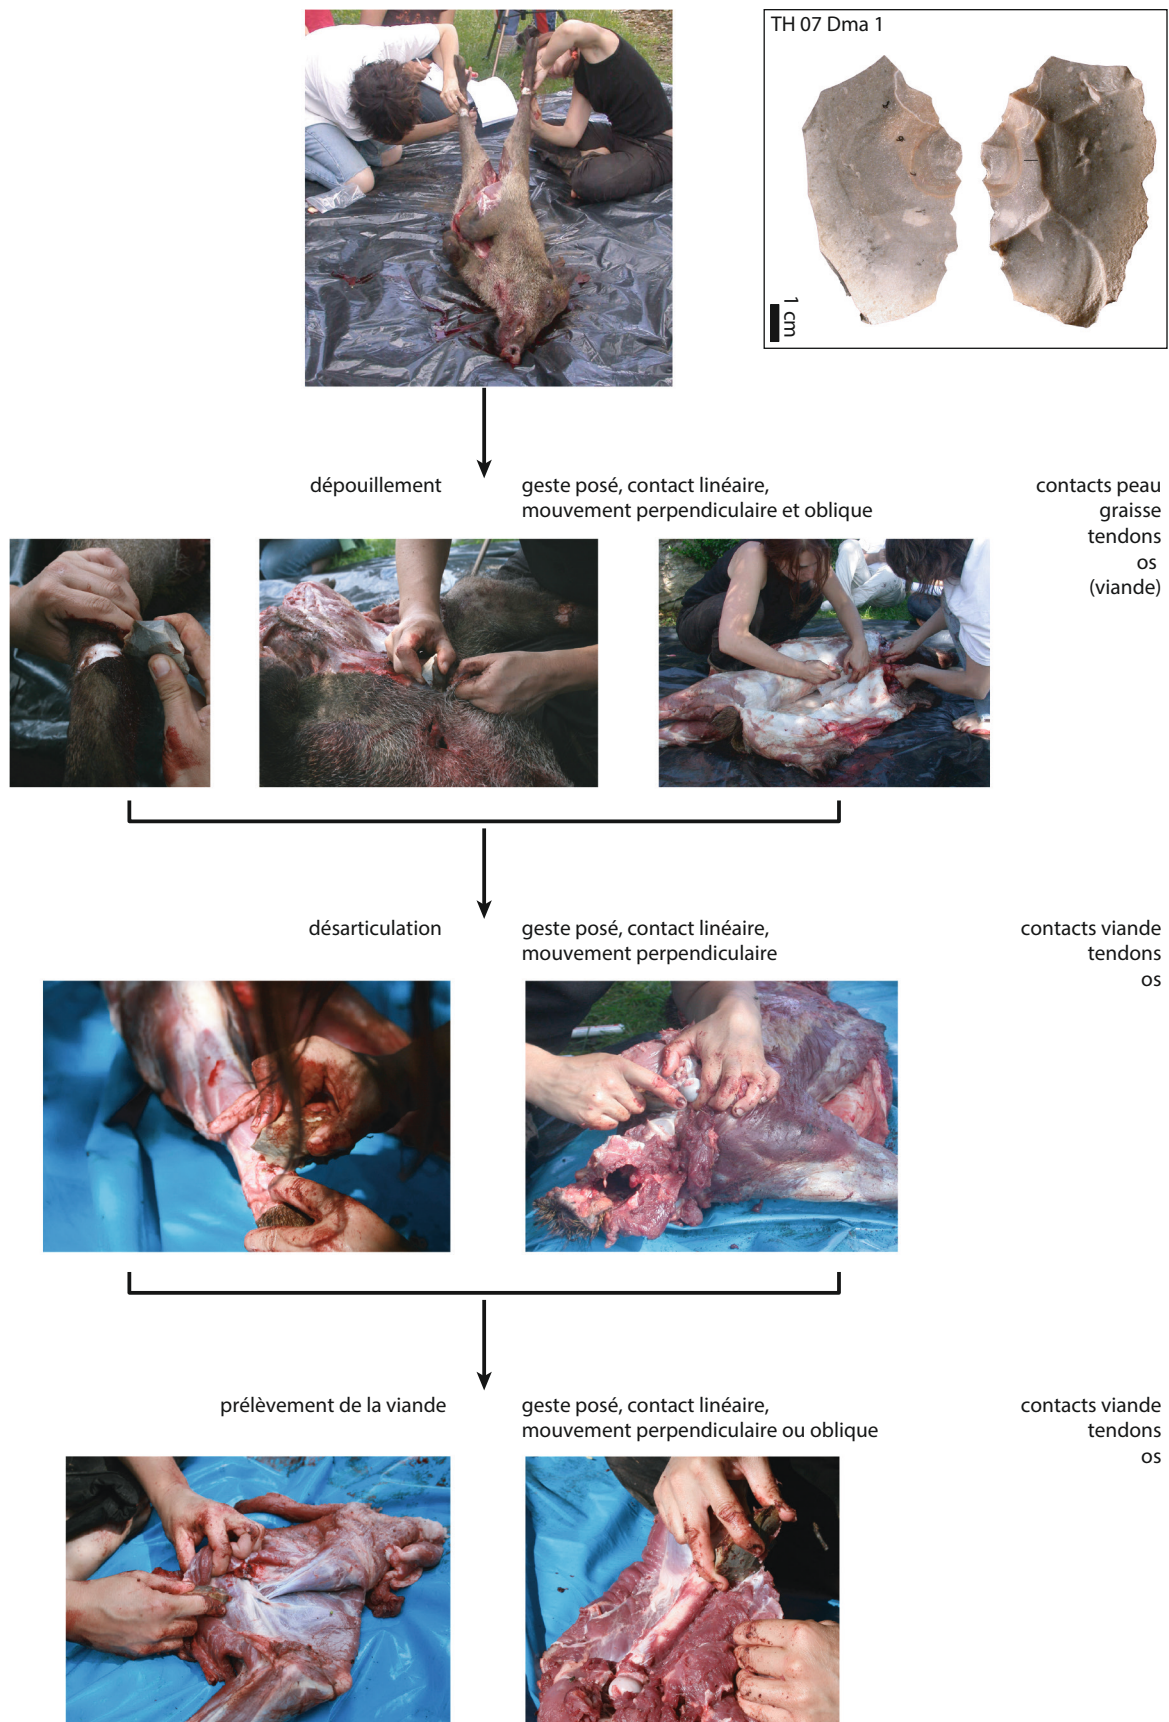 TH 07 Dma 1
1 cm
dépouillement
geste posé, contact linéaire,
mouvement perpendiculaire et oblique
contacts peau
graisse
tendons
os
(viande)
désarticulation
geste posé, contact linéaire,
mouvement perpendiculaire
contacts viande
tendons
os
prélèvement de la viande
geste posé, contact linéaire,
mouvement perpendiculaire ou oblique
contacts viande
tendons
os